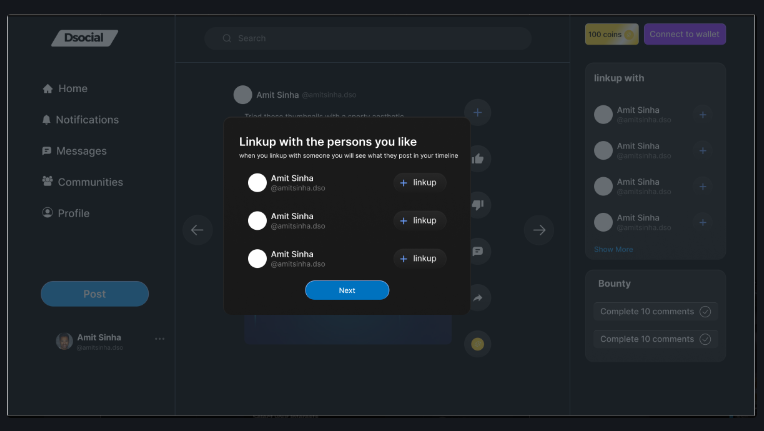 Dsocial
Search
100 coins
Connect to wallet
Home
Notifications
Messages
Communities
Profile
Post
Amit Sinha
@amitsinha.dso
Amit Sinha
@amitsinha.dso
Tried these thumbnails with a sporty aesthetic
Linkup with the persons you like
when you linkup with someone you will see what they post in your timeline
Amit Sinha
@amitsinha.dso
+ linkup
Amit Sinha
@amitsinha.dso
+ linkup
Amit Sinha
@amitsinha.dso
+ linkup
Next
linkup with
Amit Sinha
@amitsinha.dso
+
Amit Sinha
@amitsinha.dso
+
Amit Sinha
@amitsinha.dso
+
Amit Sinha
@amitsinha.dso
+
Show More
Bounty
Complete 10 comments
Complete 10 comments